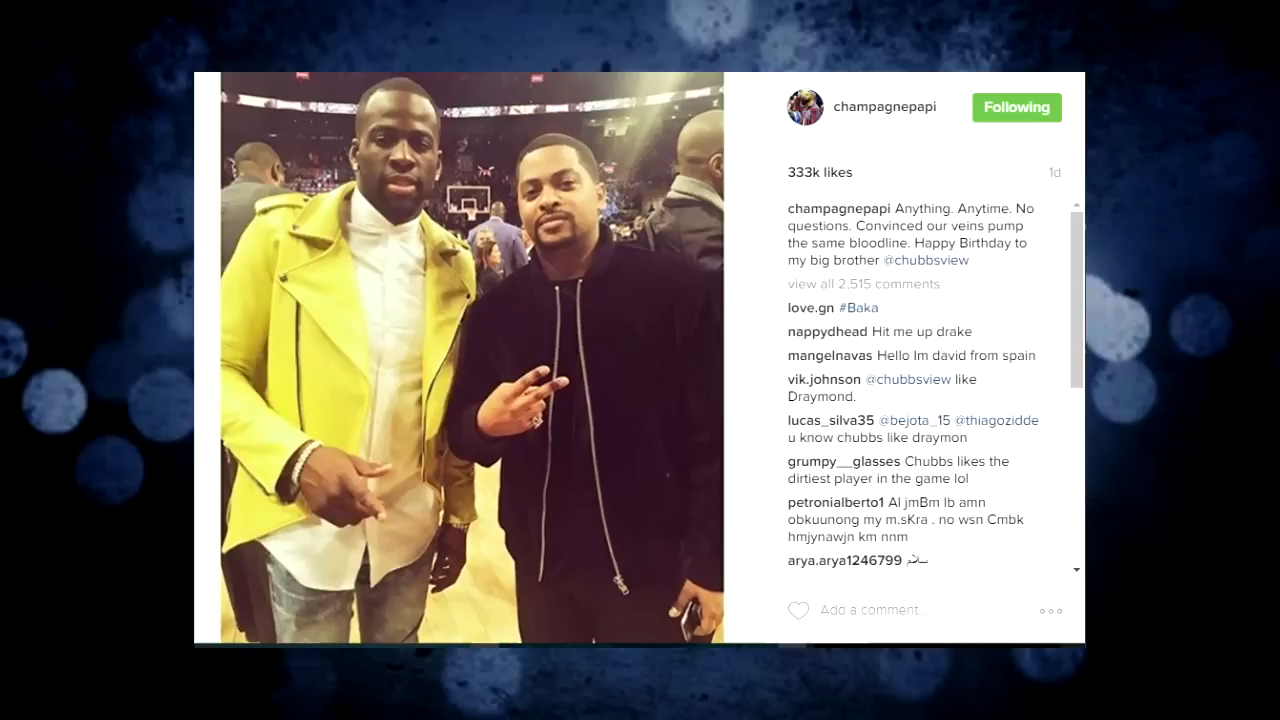 champagnepapi
Following
333k likes
1d
champagnepapi Anything. Anytime. No
questions. Convinced our veins pump
the same bloodline. Happy Birthday to
my big brother @chubbsview
view all 2,515 comments
love.gn #Baka
nappydhead Hit me up drake
mangelnavas Hello Im david from spain
vik.johnson @chubbsview like
Draymond.
lucas_silva35 @bejota_15 @thiagozidde
u know chubbs like draymon
grumpy__glasses Chubbs likes the
dirtiest player in the game lol
petronialberto1 Al jmBm lb amn
obkuunong my m.sKra . no wsn Cmbk
hmjynawjn km nnm
arya.arya1246799 سلام
Add a comment.